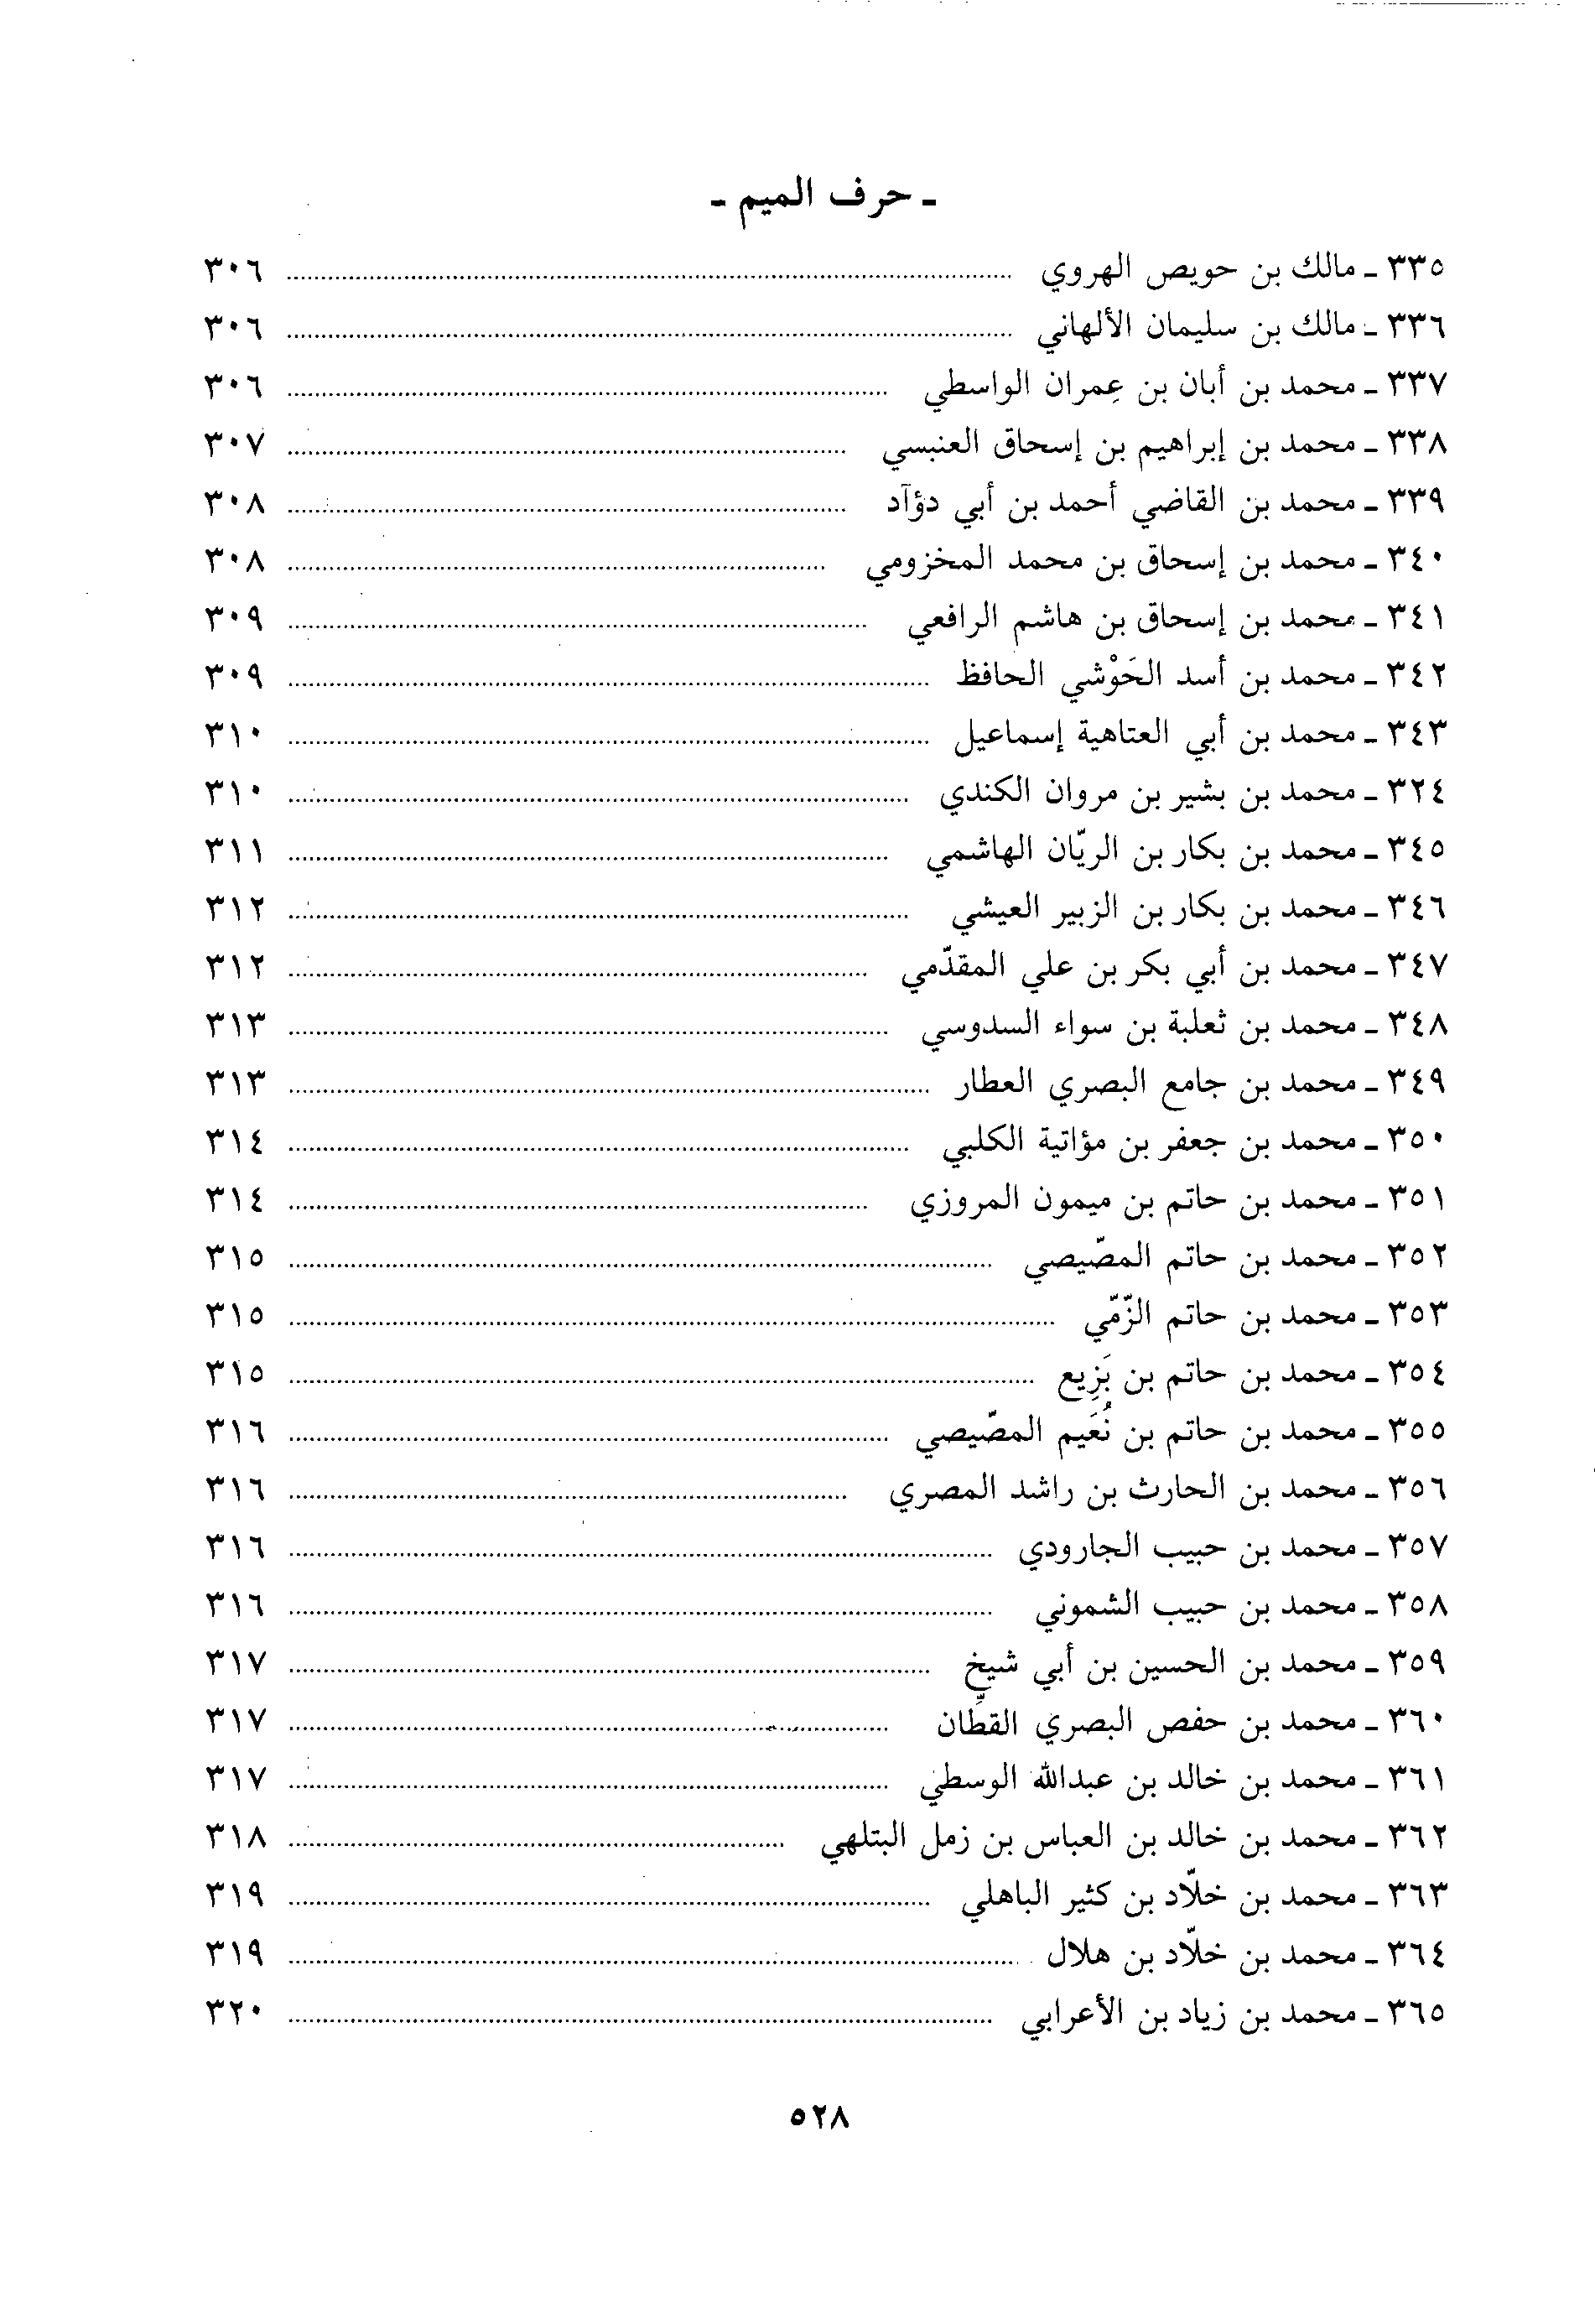 ـ حرف الميم ـ
٣٣٥ ـ مالك بن حويص الهروي ........ ٣٠٦
٣٣٦ ـ مالك بن سليمان الألهاني ........ ٣٠٦
٣٣٧ ـ محمد بن أبان بن عِمران الواسطي ........ ٣٠٦
٣٣٨ ـ محمد بن إبراهيم بن إسحاق العنبسي ........ ٣٠٧
٣٣٩ ـ محمد بن القاضي أحمد بن أبي دؤآد ........ ٣٠٨
٣٤٠ ـ محمد بن إسحاق بن محمد المخزومي ........ ٣٠٨
٣٤١ ـ محمد بن إسحاق بن هاشم الرافعي ........ ٣٠٩
٣٤٢ ـ محمد بن أسد الحَوْشي الحافظ ........ ٣٠٩
٣٤٣ ـ محمد بن أبي العتاهية إسماعيل ........ ٣١٠
٣٢٤ ـ محمد بن بشير بن مروان الكندي ........ ٣١٠
٣٤٥ ـ محمد بن بكار بن الريّان الهاشمي ........ ٣١١
٣٤٦ ـ محمد بن بكار بن الزبير العيشي ........ ٣١٢
٣٤٧ ـ محمد بن أبي بكر بن علي المقدّمي ........ ٣١٢
٣٤٨ ـ محمد بن ثعلبة بن سواء السدوسي ........ ٣١٣
٣٤٩ ـ محمد بن جامع البصري العطار ........ ٣١٣
٣٥٠ ـ محمد بن جعفر بن مؤاتية الكلبي ........ ٣١٤
٣٥١ ـ محمد بن حاتم بن ميمون المروزي ........ ٣١٤
٣٥٢ ـ محمد بن حاتم المصّيصي ........ ٣١٥
٣٥٣ ـ محمد بن حاتم الزّمّي ........ ٣١٥
٣٥٤ ـ محمد بن حاتم بن بَزِيع ........ ٣١٥
٣٥٥ ـ محمد بن حاتم بن نُعَيم المصّيصي ........ ٣١٦
٣٥٦ ـ محمد بن الحارث بن راشد المصري ........ ٣١٦
٣٥٧ ـ محمد بن حبيب الجارودي ........ ٣١٦
٣٥٨ ـ محمد بن حبيب الشموني ........ ٣١٦
٣٥٩ ـ محمد بن الحسين بن أبي شيخ ........ ٣١٧
٣٦٠ ـ محمد بن حفص البصري القطّان ........ ٣١٧
٣٦١ ـ محمد بن خالد بن عبدالله الوسطي ........ ٣١٧
٣٦٢ ـ محمد بن خالد بن العباس بن زمل البتلهي ........ ٣١٨
٣٦٣ ـ محمد بن خلّاد بن كثير الباهلي ........ ٣١٩
٣٦٤ ـ محمد بن خلّاد بن هلال ........ ٣١٩
٣٦٥ ـ محمد بن زياد بن الأعرابي ........ ٣٢٠
٥٢٨